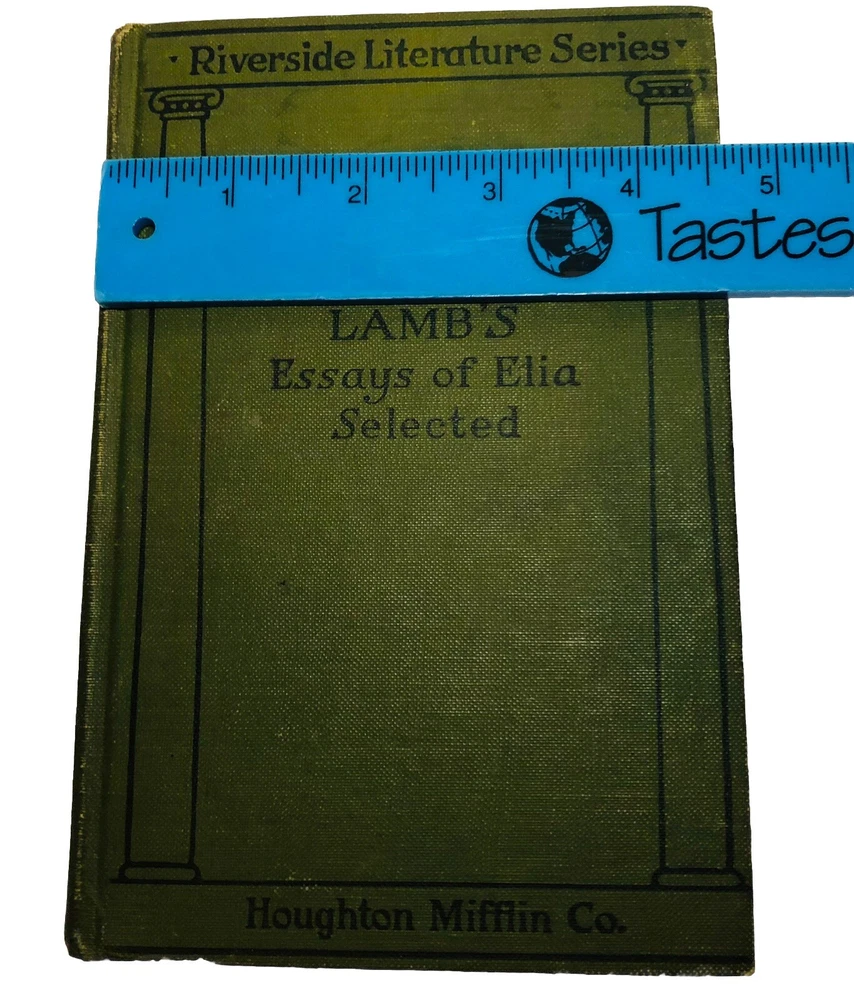 Riverside Literature Series
1 2 3 4 5
Tastes
LAMB'S
Essays of Elia
Selected
Houghton Mifflin Co.